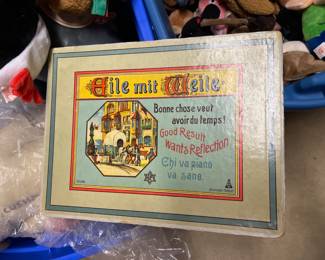 Eile mit Weile
Bonne chose veut
avoir du temps!
Good Result
Wants Reflection
Chi va piano
va sano.